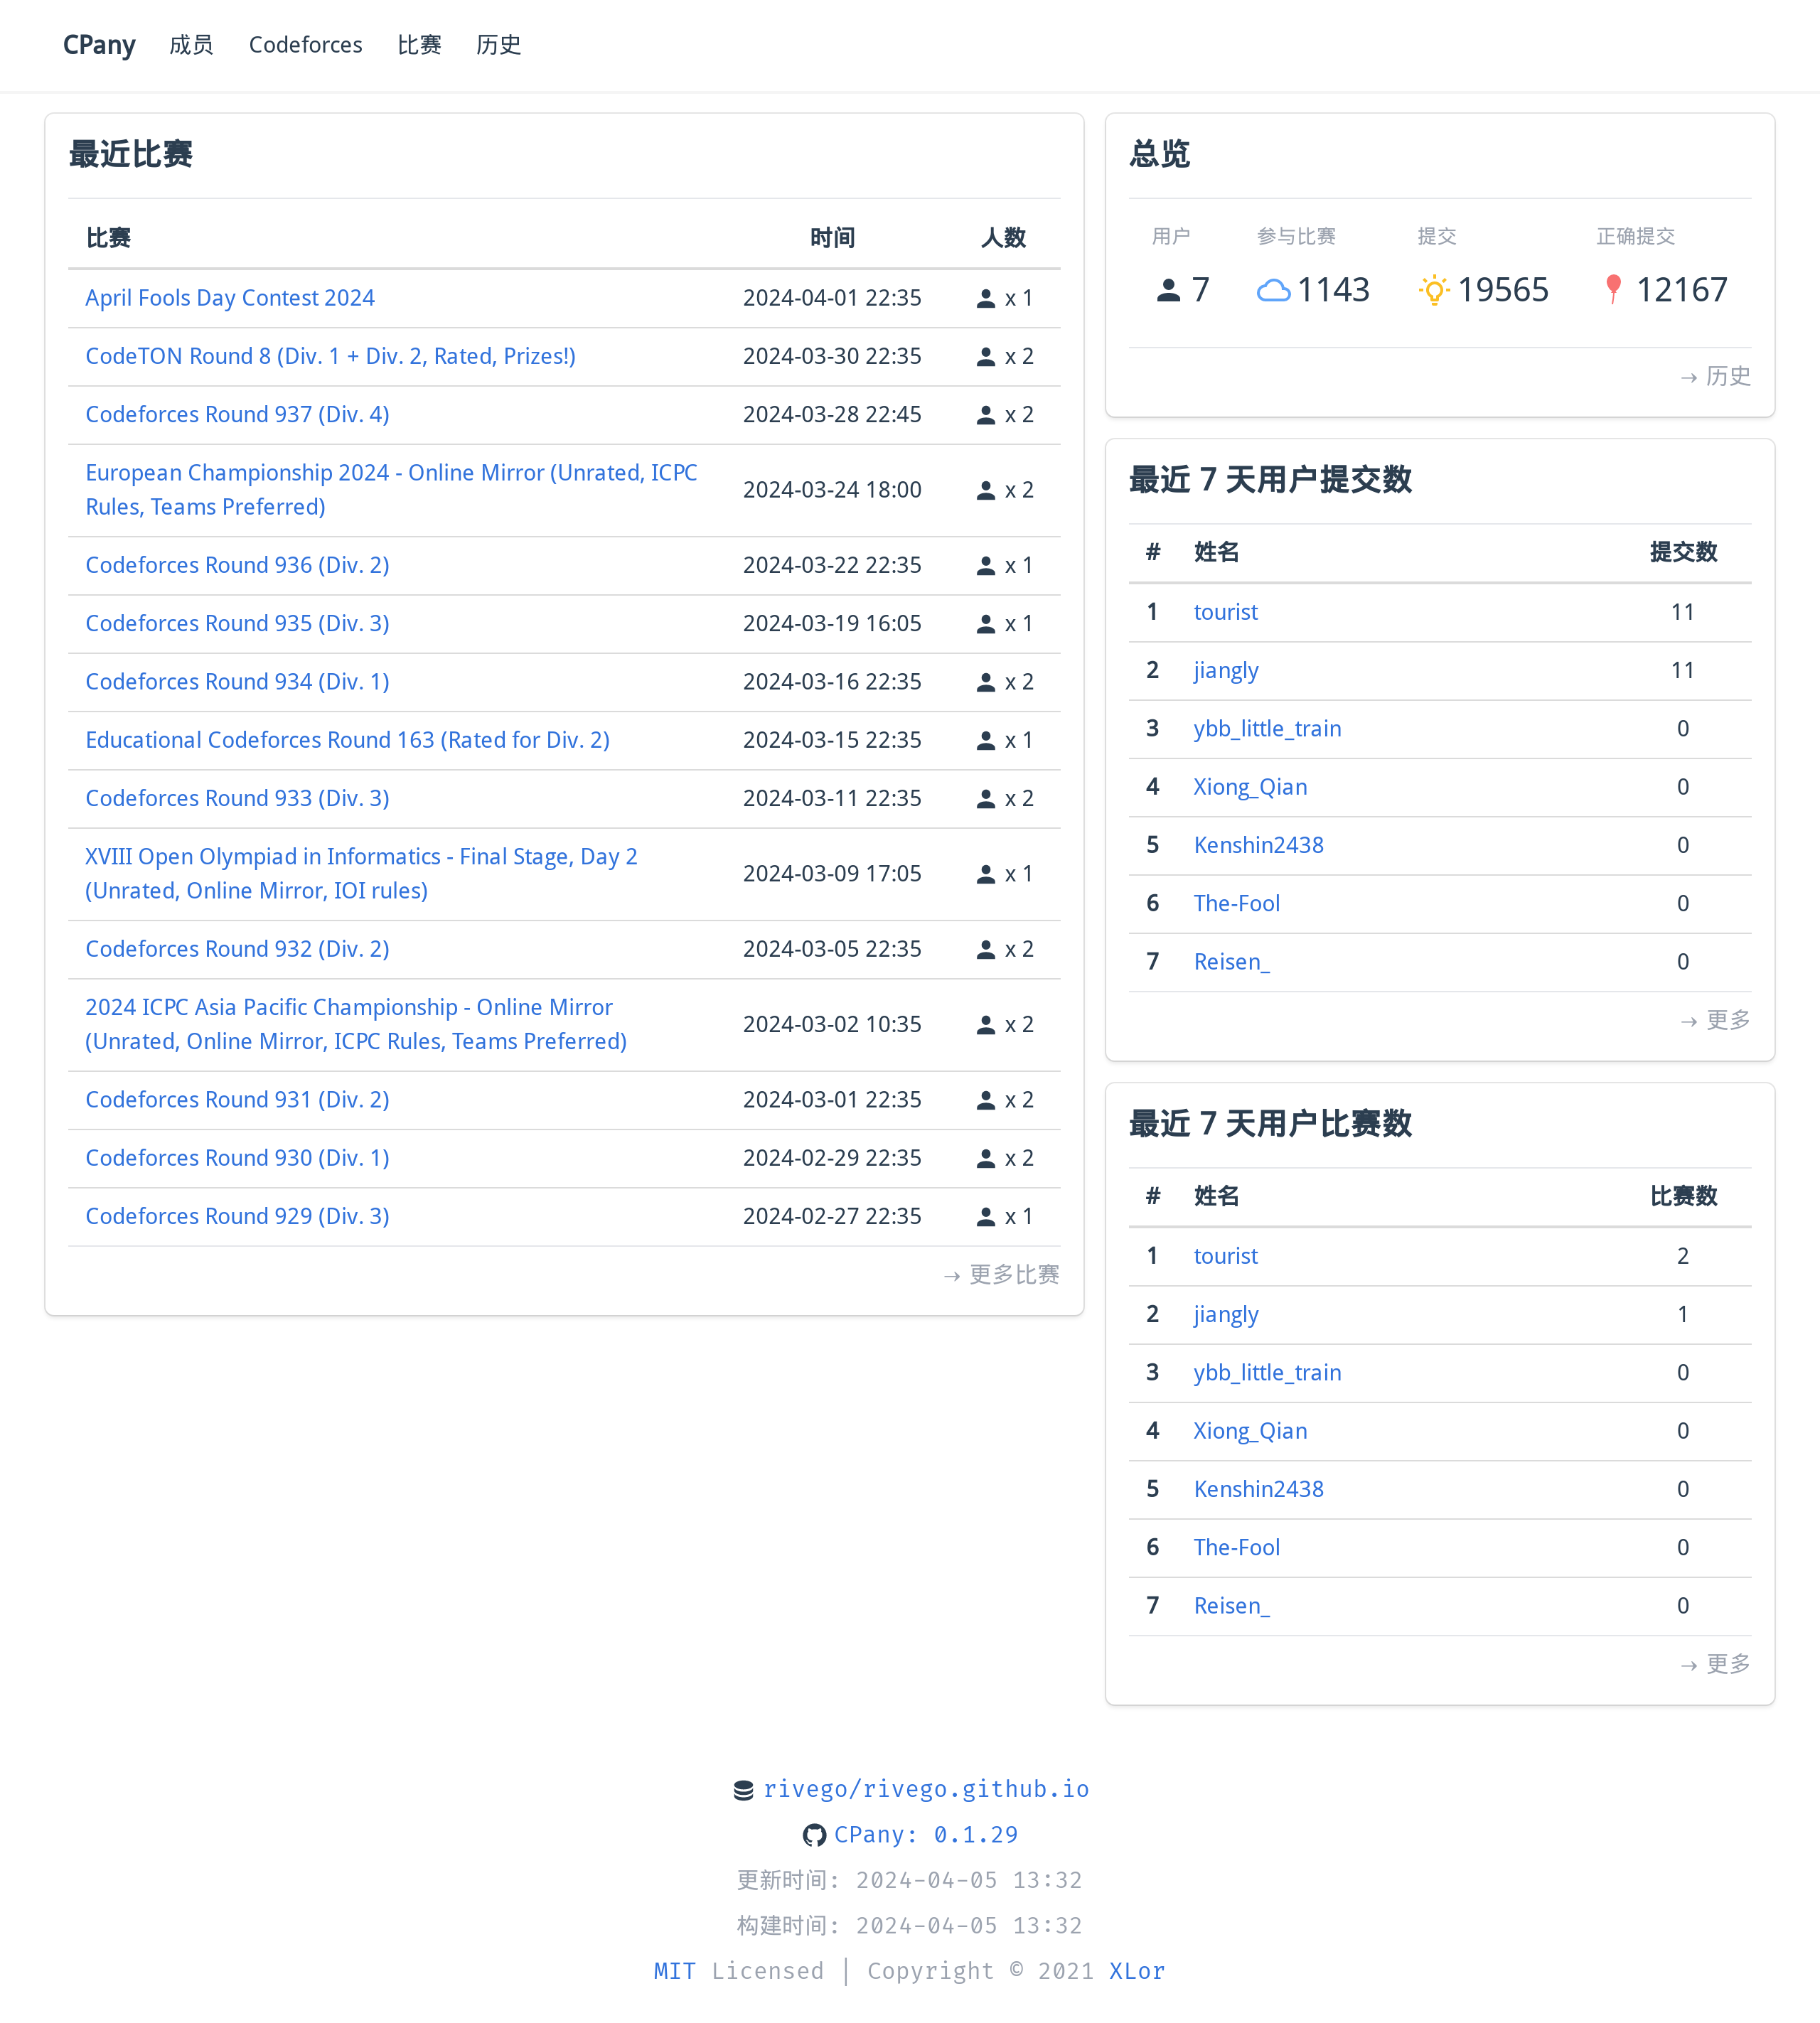 CPany 成员 Codeforces 比赛 历史
最近比赛
比赛 时间 人数
April Fools Day Contest 2024 2024-04-01 22:35 x 1
CodeTON Round 8 (Div. 1 + Div. 2, Rated, Prizes!) 2024-03-30 22:35 x 2
Codeforces Round 937 (Div. 4) 2024-03-28 22:45 x 2
European Championship 2024 - Online Mirror (Unrated, ICPC
Rules, Teams Preferred) 2024-03-24 18:00 x 2
Codeforces Round 936 (Div. 2) 2024-03-22 22:35 x 1
Codeforces Round 935 (Div. 3) 2024-03-19 16:05 x 1
Codeforces Round 934 (Div. 1) 2024-03-16 22:35 x 2
Educational Codeforces Round 163 (Rated for Div. 2) 2024-03-15 22:35 x 1
Codeforces Round 933 (Div. 3) 2024-03-11 22:35 x 2
XVIII Open Olympiad in Informatics - Final Stage, Day 2
(Unrated, Online Mirror, IOI rules) 2024-03-09 17:05 x 1
Codeforces Round 932 (Div. 2) 2024-03-05 22:35 x 2
2024 ICPC Asia Pacific Championship - Online Mirror
(Unrated, Online Mirror, ICPC Rules, Teams Preferred) 2024-03-02 10:35 x 2
Codeforces Round 931 (Div. 2) 2024-03-01 22:35 x 2
Codeforces Round 930 (Div. 1) 2024-02-29 22:35 x 2
Codeforces Round 929 (Div. 3) 2024-02-27 22:35 x 1
→ 更多比赛
总览
用户 参与比赛 提交 正确提交
7 1143 19565 12167
→ 历史
最近 7 天用户提交数
# 姓名 提交数
1 tourist 11
2 jiangly 11
3 ybb_little_train 0
4 Xiong_Qian 0
5 Kenshin2438 0
6 The-Fool 0
7 Reisen_ 0
→ 更多
最近 7 天用户比赛数
# 姓名 比赛数
1 tourist 2
2 jiangly 1
3 ybb_little_train 0
4 Xiong_Qian 0
5 Kenshin2438 0
6 The-Fool 0
7 Reisen_ 0
→ 更多
rivego/rivego.github.io
CPany: 0.1.29
更新时间: 2024-04-05 13:32
构建时间: 2024-04-05 13:32
MIT Licensed | Copyright © 2021 XLor